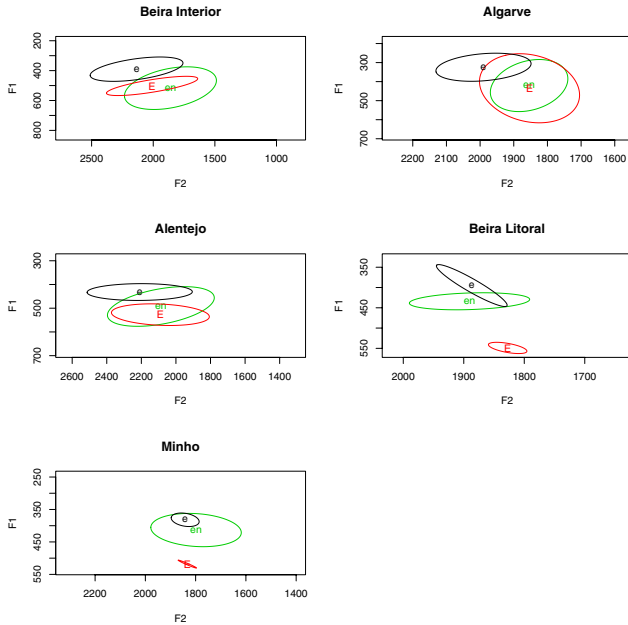 Beira Interior
200
400
600
800
F1
e
E
en
2500
2000
1500
1000
F2
Algarve
300
500
700
F1
e
en
E
2200
2100
2000
1900
1800
1700
1600
F2
Alentejo
300
500
700
F1
e
en
E
2600
2400
2200
2000
1800
1600
1400
F2
Beira Litoral
350
450
550
F1
e
en
E
2000
1900
1800
1700
F2
Minho
250
350
450
550
F1
e
en
E
2200
2000
1800
1600
1400
F2